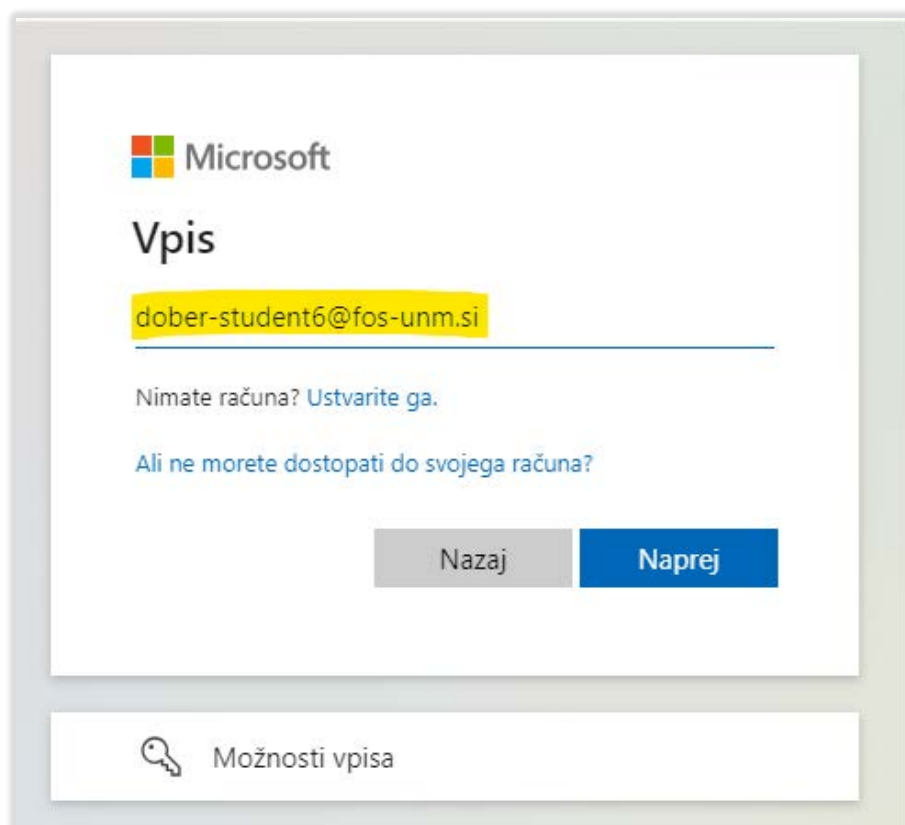 Microsoft
Vpis
dober-student6@fos-unm.si
Nimate računa? Ustvarite ga.
Ali ne morete dostopati do svojega računa?
Nazaj Naprej
Možnosti vpisa